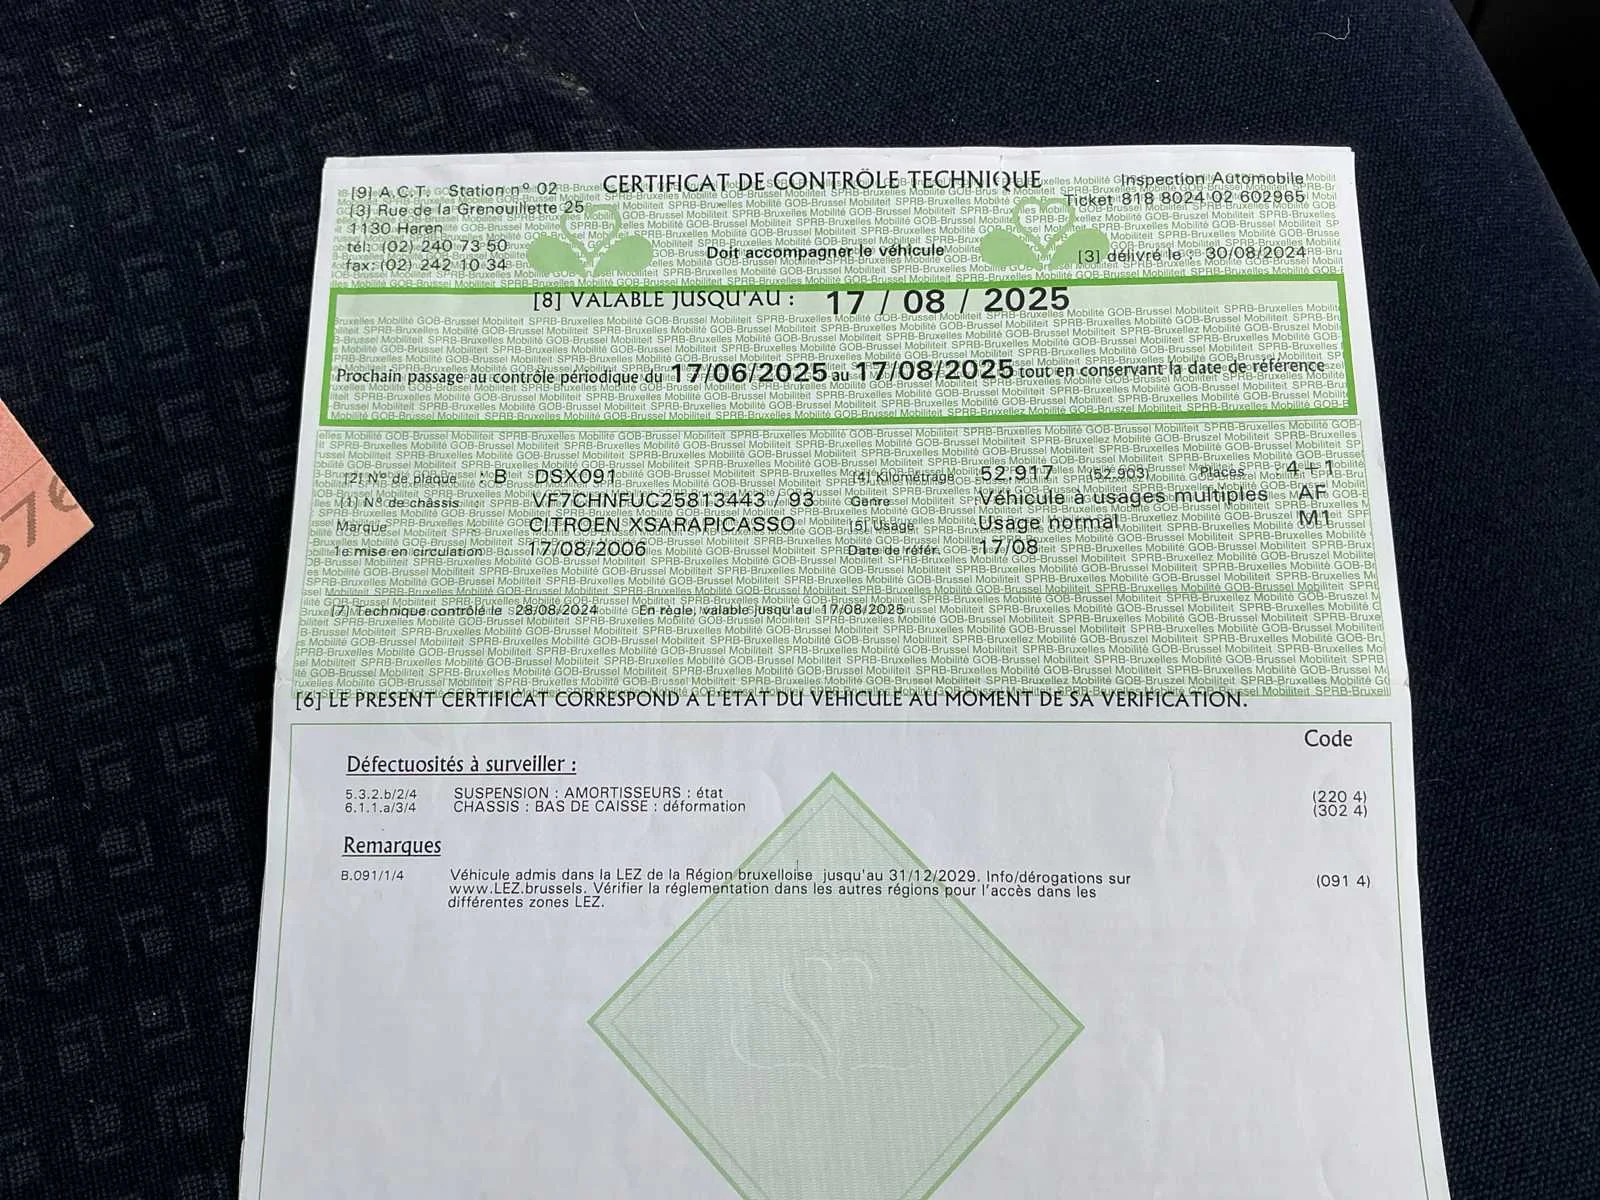 CERTIFICAT DE CONTRÔLE TECHNIQUE
[9] A.C.T. Station n° 02
[3] Rue de la Grenouillette 25
1130 Haren
tél: (02) 240 73 50
fax: (02) 242 10 34
Inspection Automobile
Ticket 818 8024 02 602965
Doit accompagner le véhicule
[3] délivré le : 30/08/2024
[8] VALABLE JUSQU'AU : 17 / 08 / 2025
Prochain passage au contrôle périodique du 17/06/2025 au 17/08/2025 tout en conservant la date de référence
[2] N° de plaque : B DSX091
[4] Kilométrage 52.917 (52.903) Places 4+1
[1] N° de châssis VF7CHNFUC25813443 / 93
Genre Véhicule à usages multiples AF
Marque CITROEN XSARAPICASSO
[5] Usage Usage normal M1
1e mise en circulation 17/08/2006
Date de référ. 17/08
[7] Technique contrôlé le 28/08/2024 En règle, valable jusqu'au 17/08/2025
[6] LE PRESENT CERTIFICAT CORRESPOND A L'ETAT DU VEHICULE AU MOMENT DE SA VERIFICATION.
Code
Défectuosités à surveiller :
5.3.2.b/2/4 SUSPENSION : AMORTISSEURS : état (220 4)
6.1.1.a/3/4 CHASSIS : BAS DE CAISSE : déformation (302 4)
Remarques
B.091/1/4 Véhicule admis dans la LEZ de la Région bruxelloise jusqu'au 31/12/2029. Info/dérogations sur (091 4)
www.LEZ.brussels. Vérifier la réglementation dans les autres régions pour l'accès dans les
différentes zones LEZ.